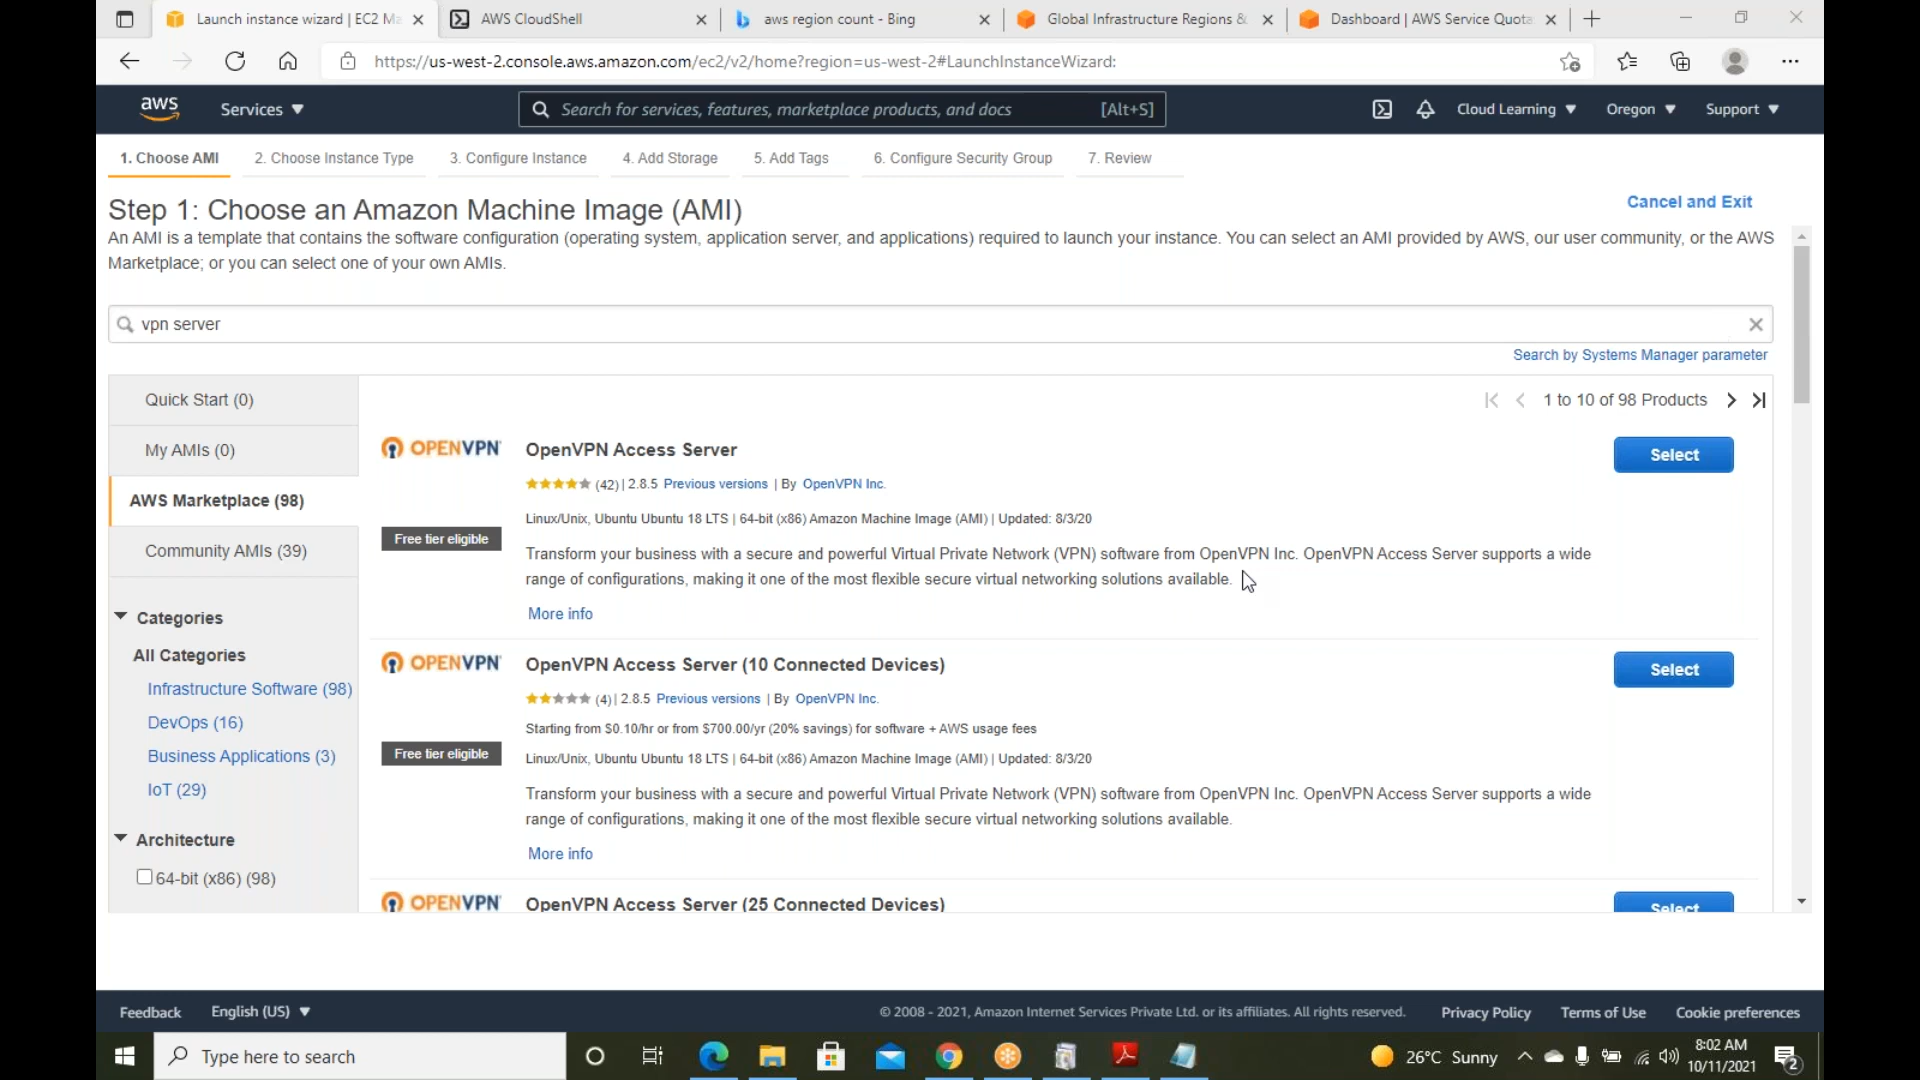 Launch instance wizard | EC2 Ma
AWS CloudShell
aws region count - Bing
Global Infrastructure Regions &
Dashboard | AWS Service Quota
https://us-west-2.console.aws.amazon.com/ec2/v2/home?region=us-west-2#LaunchInstanceWizard:
aws
Services
Search for services, features, marketplace products, and docs
[Alt+S]
Cloud Learning
Oregon
Support
1. Choose AMI
2. Choose Instance Type
3. Configure Instance
4. Add Storage
5. Add Tags
6. Configure Security Group
7. Review
Step 1: Choose an Amazon Machine Image (AMI)
Cancel and Exit
An AMI is a template that contains the software configuration (operating system, application server, and applications) required to launch your instance. You can select an AMI provided by AWS, our user community, or the AWS
Marketplace; or you can select one of your own AMIs.
vpn server
Search by Systems Manager parameter
Quick Start (0)
My AMIs (0)
AWS Marketplace (98)
Community AMIs (39)
Categories
All Categories
Infrastructure Software (98)
DevOps (16)
Business Applications (3)
IoT (29)
Architecture
64-bit (x86) (98)
1 to 10 of 98 Products
OPENVPN
OpenVPN Access Server
Select
(42) | 2.8.5 Previous versions | By OpenVPN Inc.
Linux/Unix, Ubuntu Ubuntu 18 LTS | 64-bit (x86) Amazon Machine Image (AMI) | Updated: 8/3/20
Free tier eligible
Transform your business with a secure and powerful Virtual Private Network (VPN) software from OpenVPN Inc. OpenVPN Access Server supports a wide
range of configurations, making it one of the most flexible secure virtual networking solutions available.
More info
OPENVPN
OpenVPN Access Server (10 Connected Devices)
Select
(4) | 2.8.5 Previous versions | By OpenVPN Inc.
Starting from $0.10/hr or from $700.00/yr (20% savings) for software + AWS usage fees
Free tier eligible
Linux/Unix, Ubuntu Ubuntu 18 LTS | 64-bit (x86) Amazon Machine Image (AMI) | Updated: 8/3/20
Transform your business with a secure and powerful Virtual Private Network (VPN) software from OpenVPN Inc. OpenVPN Access Server supports a wide
range of configurations, making it one of the most flexible secure virtual networking solutions available.
More info
OPENVPN
OpenVPN Access Server (25 Connected Devices)
Select
Feedback
English (US)
© 2008 - 2021, Amazon Internet Services Private Ltd. or its affiliates. All rights reserved.
Privacy Policy
Terms of Use
Cookie preferences
Type here to search
26°C Sunny
8:02 AM
10/11/2021
2